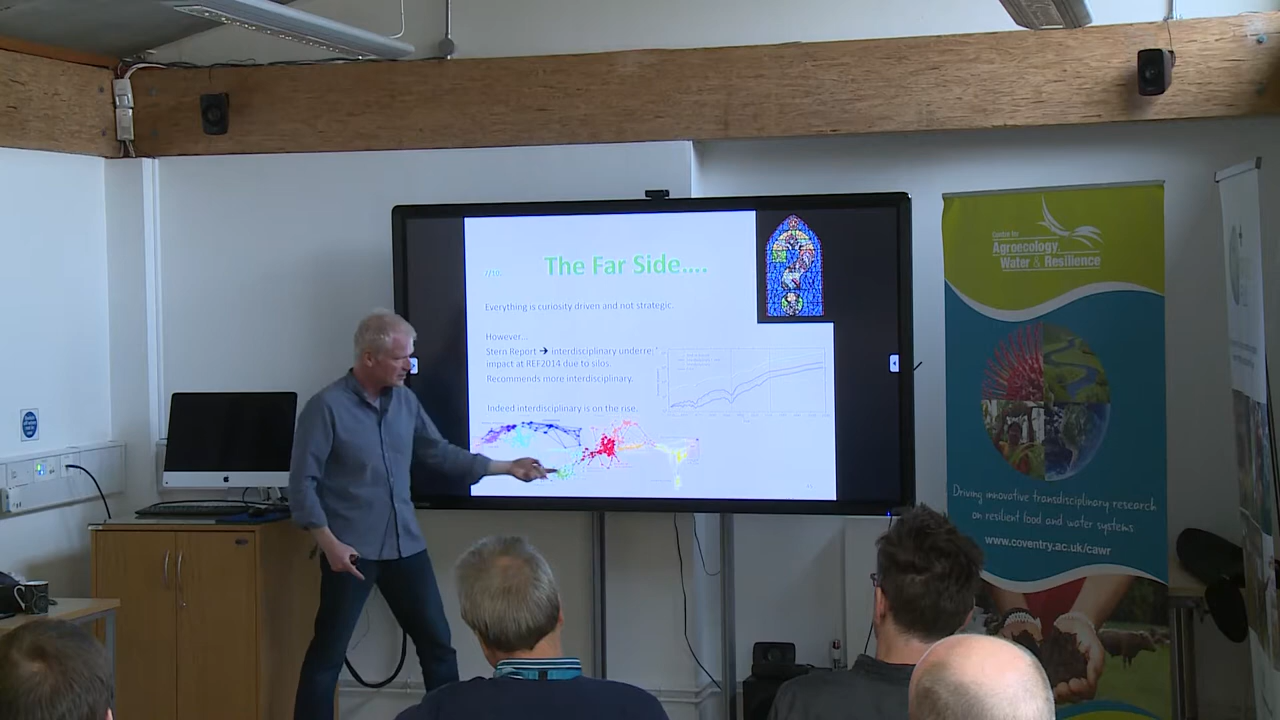 7/10.
The Far Side....
Everything is curiosity driven and not strategic.
However...
Stern Report → interdisciplinary underre
impact at REF2014 due to silos.
Recommends more interdisciplinary.
Indeed interdisciplinary is on the rise.
Centre for
Agroecology,
Water & Resilience
Driving innovative transdisciplinary research
on resilient food and water systems
www.coventry.ac.uk/cawr